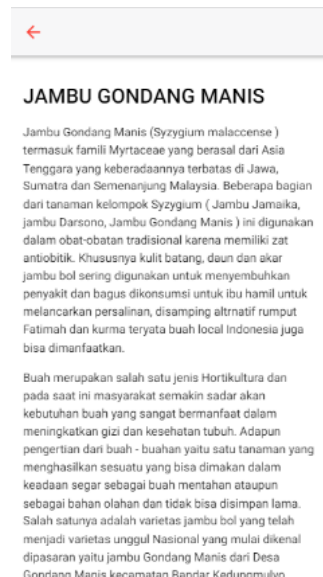 JAMBU GONDANG MANIS
Jambu Gondang Manis (Syzygium malaccense )
termasuk famili Myrtaceae yang berasal dari Asia
Tenggara yang keberadaannya terbatas di Jawa,
Sumatra dan Semenanjung Malaysia. Beberapa bagian
dari tanaman kelompok Syzygium ( Jambu Jamaika,
jambu Darsono, Jambu Gondang Manis ) ini digunakan
dalam obat-obatan tradisional karena memiliki zat
antiobitik. Khususnya kulit batang, daun dan akar
jambu bol sering digunakan untuk menyembuhkan
penyakit dan bagus dikonsumsi untuk ibu hamil untuk
melancarkan persalinan, disamping altrnatif rumput
Fatimah dan kurma teryata buah local Indonesia juga
bisa dimanfaatkan.
Buah merupakan salah satu jenis Hortikultura dan
pada saat ini masyarakat semakin sadar akan
kebutuhan buah yang sangat bermanfaat dalam
meningkatkan gizi dan kesehatan tubuh. Adapun
pengertian dari buah - buahan yaitu satu tanaman yang
menghasilkan sesuatu yang bisa dimakan dalam
keadaan segar sebagai buah mentahan ataupun
sebagai bahan olahan dan tidak bisa disimpan lama.
Salah satunya adalah varietas jambu bol yang telah
menjadi varietas unggul Nasional yang mulai dikenal
dipasaran yaitu jambu Gondang Manis dari Desa
Gondang Manis kecamatan Bandar Kedungmulyo